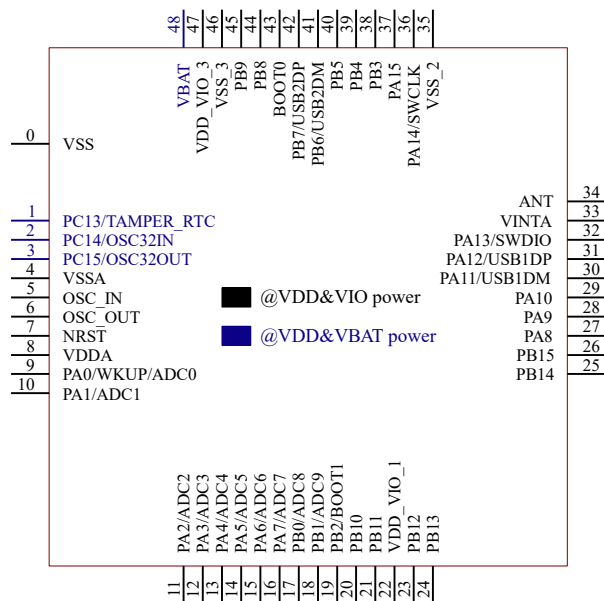 48
47
46
45
44
43
42
41
40
39
38
37
36
35
VBAT
VDD_VIO_3
VSS_3
PB9
PB8
BOOT0
PB7/USB2DP
PB6/USB2DM
PB5
PB4
PB3
PA15
PA14/SWCLK
VSS_2
0 VSS
ANT 34
1 PC13/TAMPER_RTC
VINTA 33
2 PC14/OSC32IN
PA13/SWDIO 32
3 PC15/OSC32OUT
PA12/USB1DP 31
4 VSSA
PA11/USB1DM 30
5 OSC_IN
@VDD&VIO power
PA10 29
6 OSC_OUT
PA9 28
7 NRST
@VDD&VBAT power
PA8 27
8 VDDA
PB15 26
9 PA0/WKUP/ADC0
PB14 25
10 PA1/ADC1
PA2/ADC2
PA3/ADC3
PA4/ADC4
PA5/ADC5
PA6/ADC6
PA7/ADC7
PB0/ADC8
PB1/ADC9
PB2/BOOT1
PB10
PB11
VDD_VIO_1
PB12
PB13
11
12
13
14
15
16
17
18
19
20
21
22
23
24